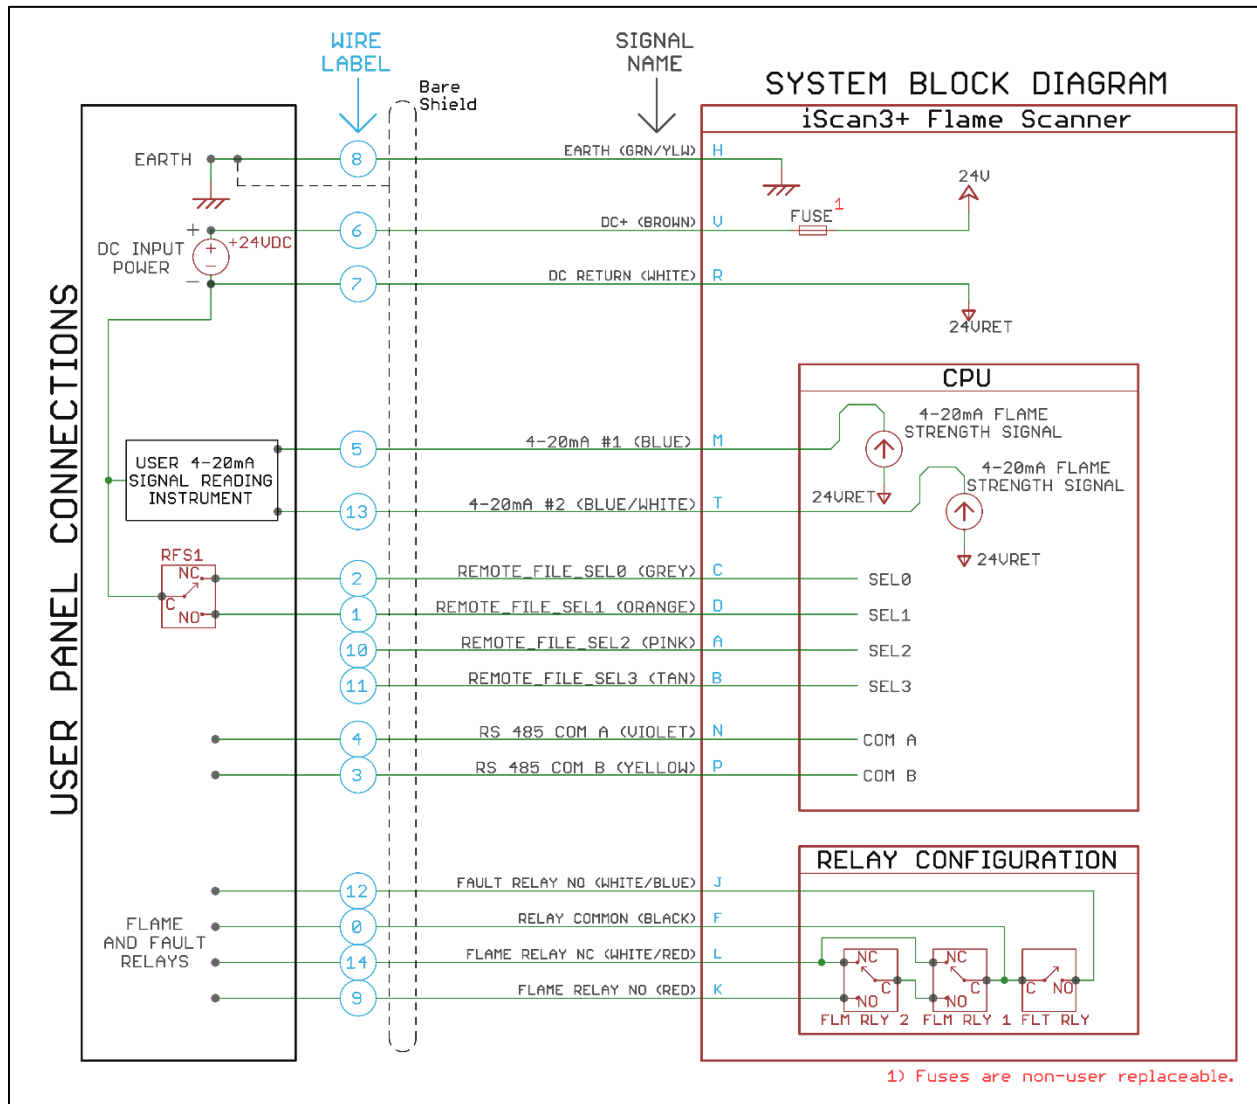 WIRE
LABEL
SIGNAL
NAME
Bare
Shield
SYSTEM BLOCK DIAGRAM
iScan3+ Flame Scanner
USER PANEL CONNECTIONS
EARTH
8
EARTH (GRN/YLW)
H
24V
+
DC INPUT
POWER
+
-
+24VDC
-
6
DC+ (BROWN)
V
FUSE 1
7
DC RETURN (WHITE)
R
24VRET
CPU
USER 4-20mA
SIGNAL READING
INSTRUMENT
5
4-20mA #1 (BLUE)
M
4-20mA FLAME
STRENGTH SIGNAL
24VRET
13
4-20mA #2 (BLUE/WHITE)
T
4-20mA FLAME
STRENGTH SIGNAL
24VRET
RFS1
NC
C
NO
2
REMOTE_FILE_SEL0 (GREY)
C
SEL0
1
REMOTE_FILE_SEL1 (ORANGE)
D
SEL1
10
REMOTE_FILE_SEL2 (PINK)
A
SEL2
11
REMOTE_FILE_SEL3 (TAN)
B
SEL3
4
RS 485 COM A (VIOLET)
N
COM A
3
RS 485 COM B (YELLOW)
P
COM B
RELAY CONFIGURATION
FLAME
AND FAULT
RELAYS
12
FAULT RELAY NO (WHITE/BLUE)
J
0
RELAY COMMON (BLACK)
F
14
FLAME RELAY NC (WHITE/RED)
L
9
FLAME RELAY NO (RED)
K
NC
C
NO
FLM RLY 2
NC
C
NO
FLM RLY 1
C
NO
FLT RLY
1) Fuses are non-user replaceable.